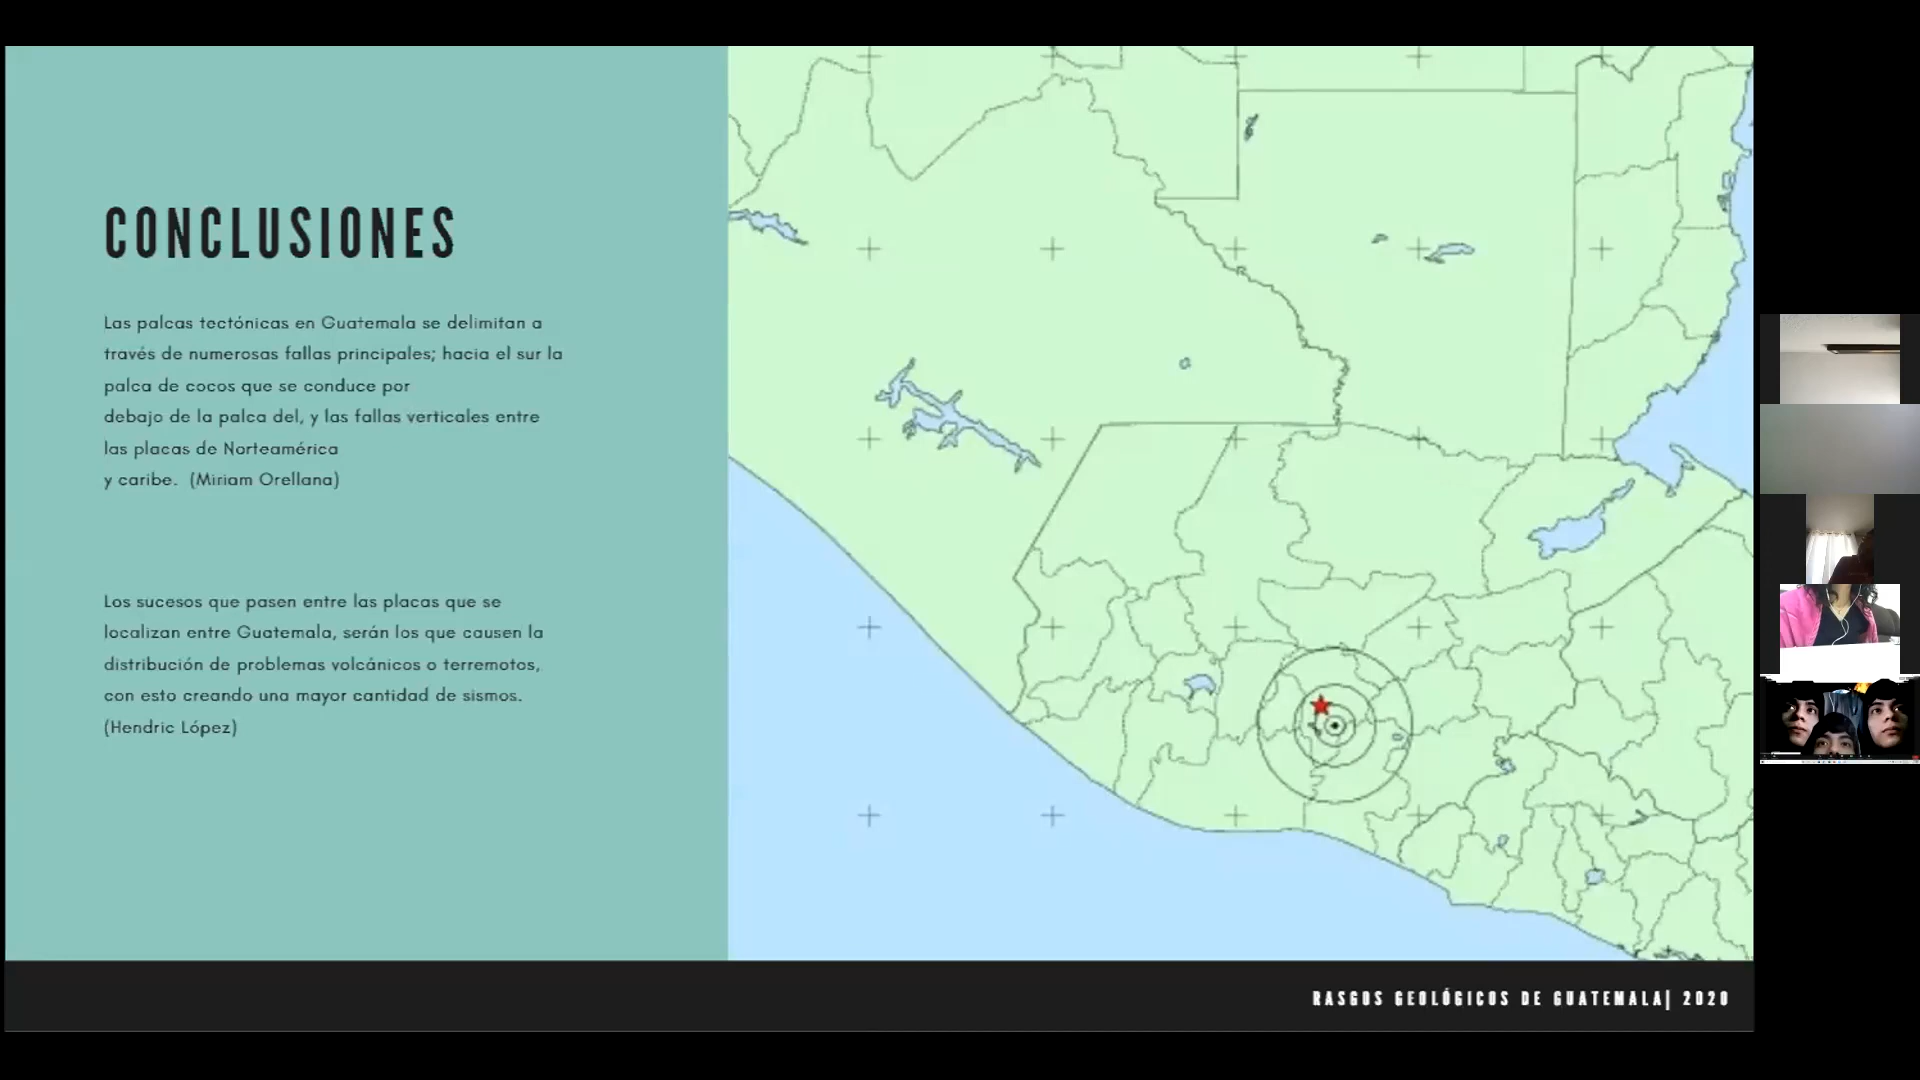 CONCLUSIONES
Las palcas tectónicas en Guatemala se delimitan a
través de numerosas fallas principales; hacia el sur la
palca de cocos que se conduce por
debajo de la palca del, y las fallas verticales entre
las placas de Norteamérica
y caribe. (Miriam Orellana)
Los sucesos que pasen entre las placas que se
localizan entre Guatemala, serán los que causen la
distribución de problemas volcánicos o terremotos,
con esto creando una mayor cantidad de sismos.
(Hendric López)
RASGOS GEOLÓGICOS DE GUATEMALA| 2020